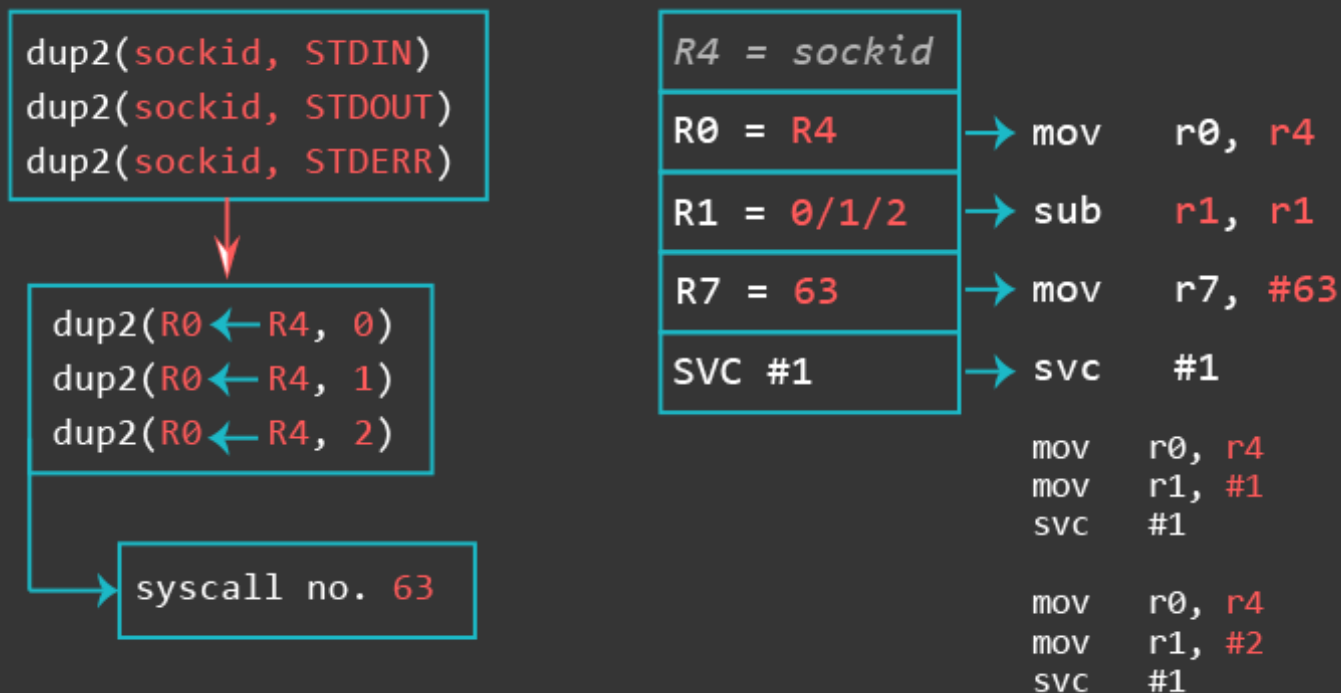 dup2(sockid, STDIN)
dup2(sockid, STDOUT)
dup2(sockid, STDERR)
dup2(R0 ← R4, 0)
dup2(R0 ← R4, 1)
dup2(R0 ← R4, 2)
syscall no. 63
R4 = sockid
R0 = R4 → mov r0, r4
R1 = 0/1/2 → sub r1, r1
R7 = 63 → mov r7, #63
SVC #1 → svc #1
mov r0, r4
mov r1, #1
svc #1
mov r0, r4
mov r1, #2
svc #1